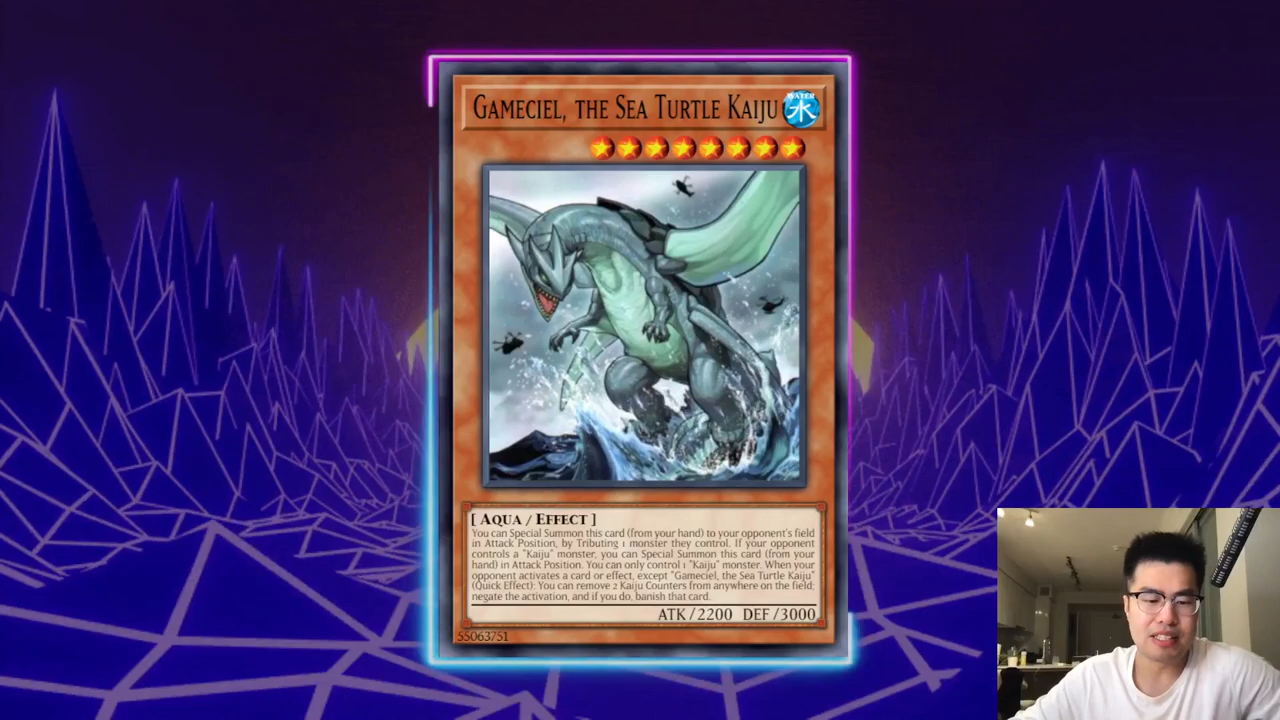 GAMECIEL, THE SEA TURTLE KAIJU
WATER
水
[ AQUA / EFFECT ]
You can Special Summon this card (from your hand) to your opponent's field
in Attack Position, by Tributing 1 monster they control. If your opponent
controls a "Kaiju" monster, you can Special Summon this card (from your
hand) in Attack Position. You can only control 1 "Kaiju" monster. When your
opponent activates a card or effect, except "Gameciel, the Sea Turtle Kaiju"
(Quick Effect): You can remove 2 Kaiju Counters from anywhere on the field;
negate the activation, and if you do, banish that card.
ATK/2200 DEF/3000
55063751